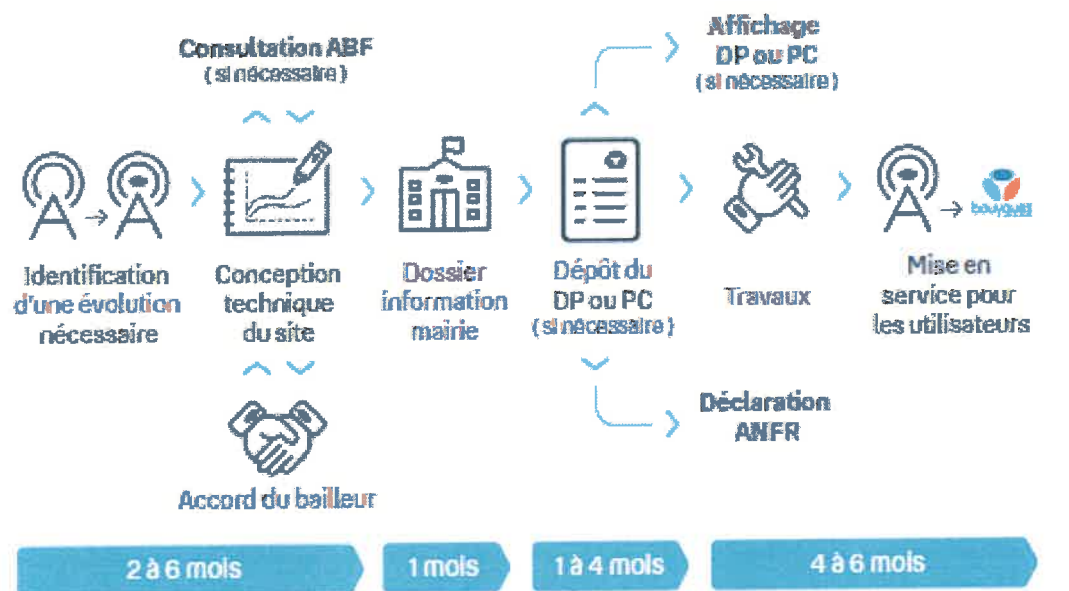 Consultation ABF
(si nécessaire)
Affichage
DP ou PC
(si nécessaire)
Identification
d'une évolution
nécessaire
Conception
technique
du site
Dossier
information
mairie
Dépôt du
DP ou PC
(si nécessaire)
Travaux
bouygues
Mise en
service pour
les utilisateurs
Accord du bailleur
Déclaration
ANFR
2 à 6 mois
1 mois
1 à 4 mois
4 à 6 mois